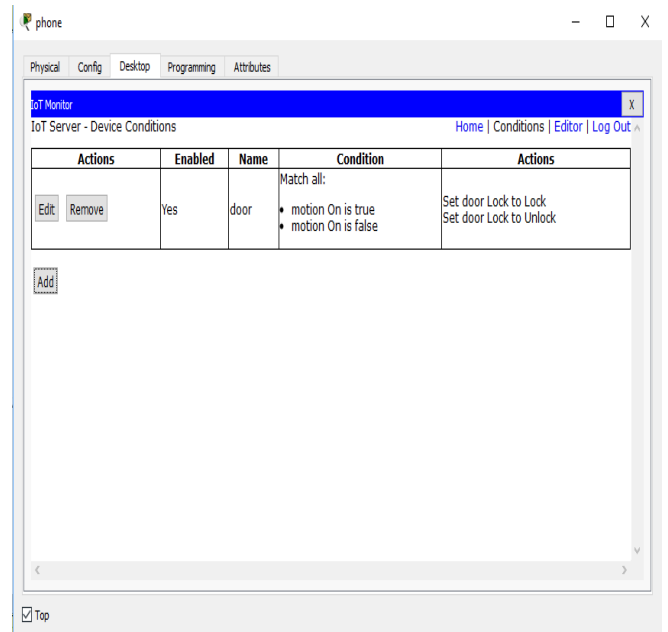 phone
Physical Config Desktop Programming Attributes
IoT Monitor X
IoT Server - Device Conditions Home | Conditions | Editor | Log Out
Actions Enabled Name Condition Actions
Edit Remove Yes door Match all:
• motion On is true
• motion On is false
Set door Lock to Lock
Set door Lock to Unlock
Add
Top